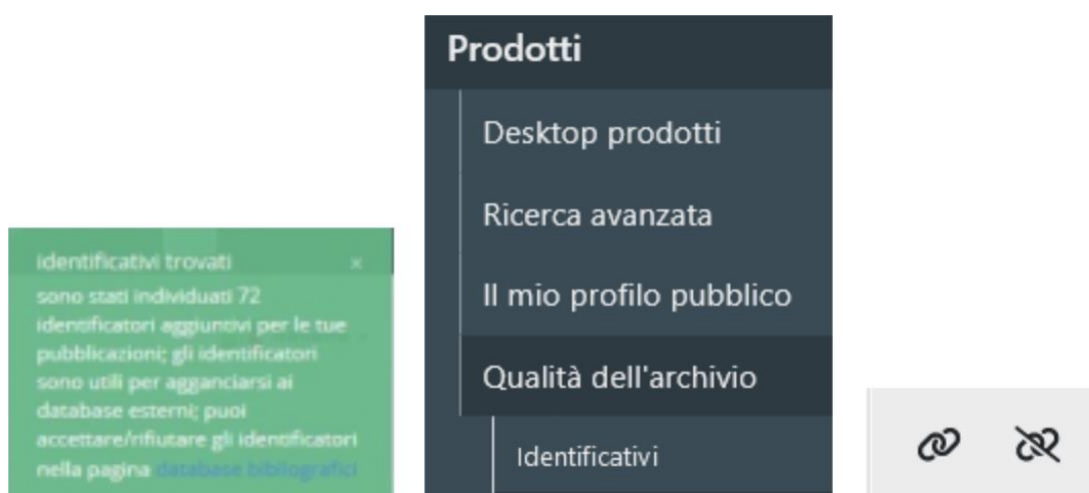 identificativi trovati ×
sono stati individuati 72
identificatori aggiuntivi per le tue
pubblicazioni; gli identificatori
sono utili per agganciarsi ai
database esterni; puoi
accettare/rifiutare gli identificatori
nella pagina database bibliografici
Prodotti
Desktop prodotti
Ricerca avanzata
Il mio profilo pubblico
Qualità dell'archivio
Identificativi